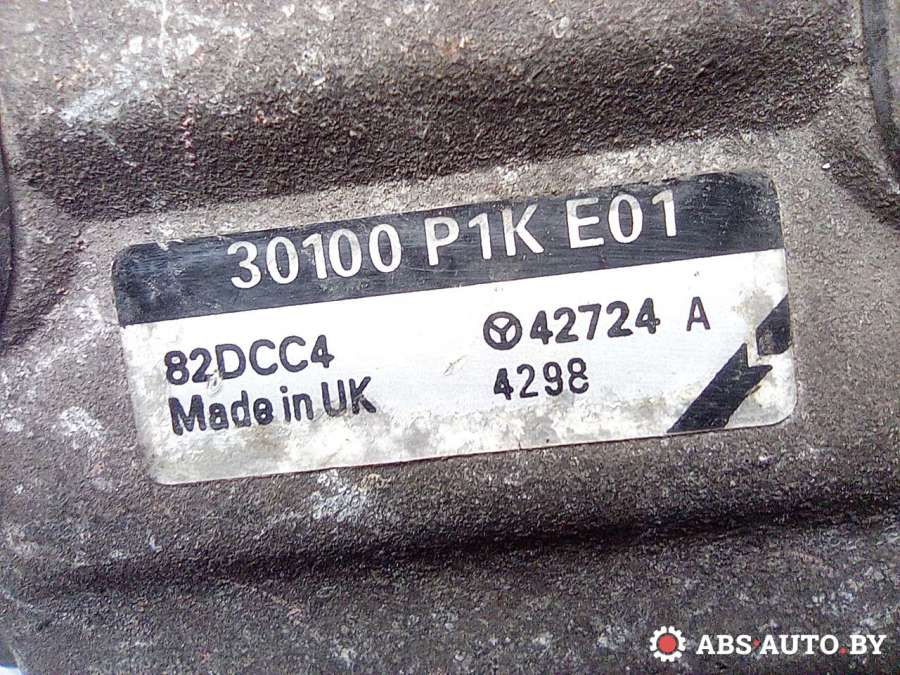 30100 P1K E01
82DCC4 42724 A
Made in UK 4298
ABS-AUTO.BY